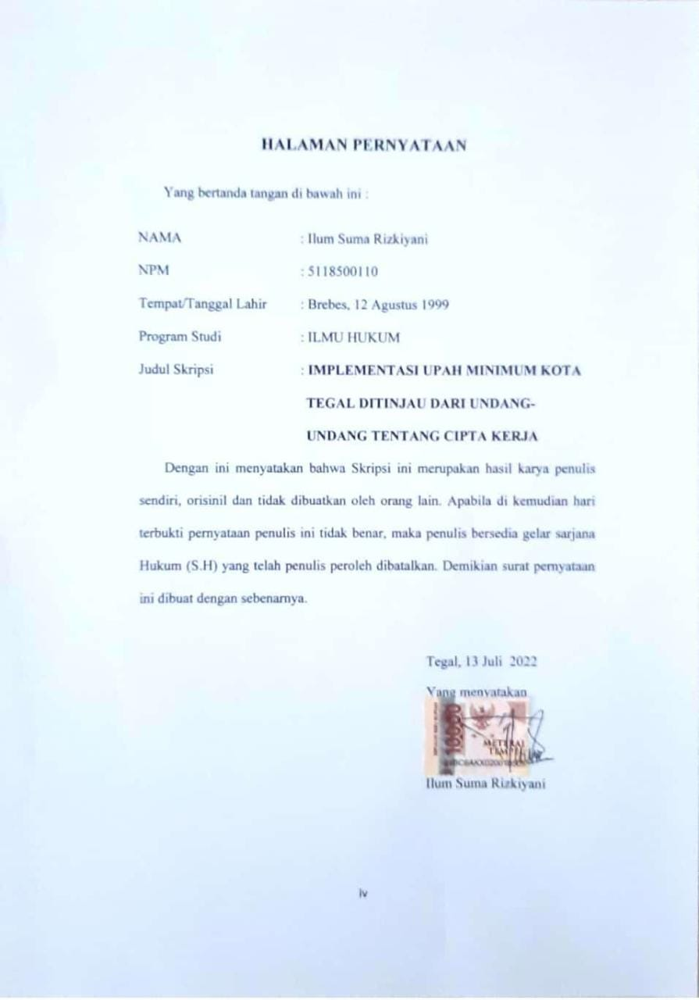 HALAMAN PERNYATAAN
Yang bertanda tangan di bawah ini :
NAMA : Ilum Suma Rizkiyani
NPM : 5118500110
Tempat/Tanggal Lahir : Brebes, 12 Agustus 1999
Program Studi : ILMU HUKUM
Judul Skripsi : IMPLEMENTASI UPAH MINIMUM KOTA
TEGAL DITINJAU DARI UNDANG-
UNDANG TENTANG CIPTA KERJA
Dengan ini menyatakan bahwa Skripsi ini merupakan hasil karya penulis
sendiri, orisinil dan tidak dibuatkan oleh orang lain. Apabila di kemudian hari
terbukti pernyataan penulis ini tidak benar, maka penulis bersedia gelar sarjana
Hukum (S.H) yang telah penulis peroleh dibatalkan. Demikian surat pernyataan
ini dibuat dengan sebenarnya.
Tegal, 13 Juli 2022
Yang menyatakan
10000
METERAI
TEMPEL
Ilum Suma Rizkiyani
iv